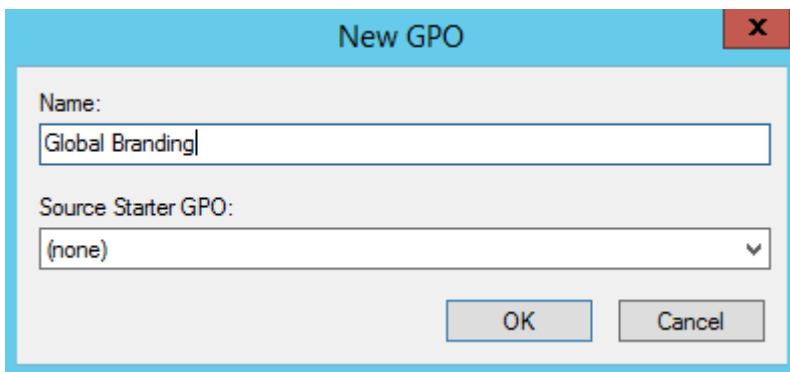 New GPO
x
Name:
Global Branding
Source Starter GPO:
(none)
OK Cancel